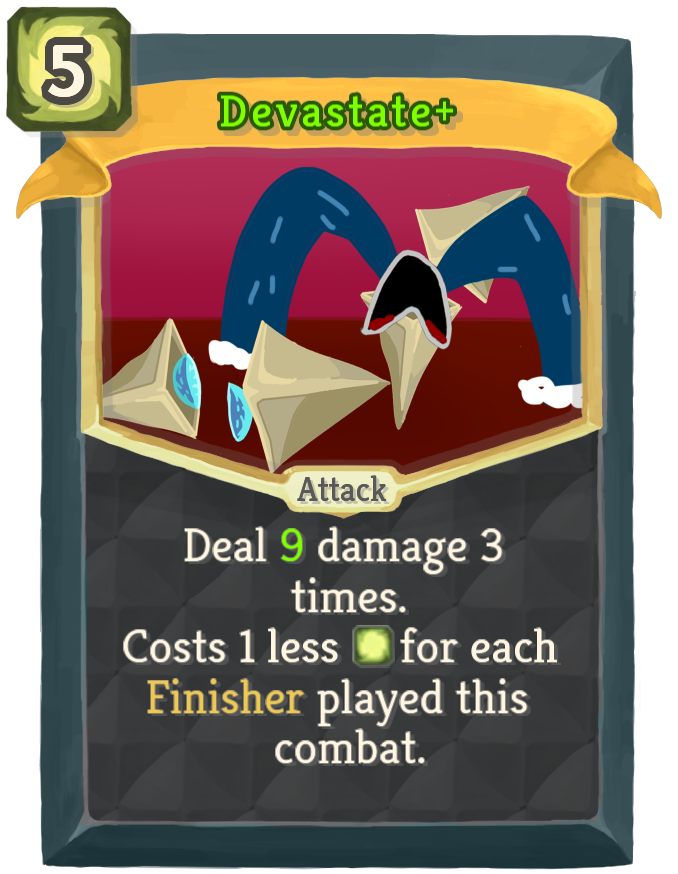 5
Devastate+
Attack
Deal 9 damage 3
times.
Costs 1 less for each
Finisher played this
combat.